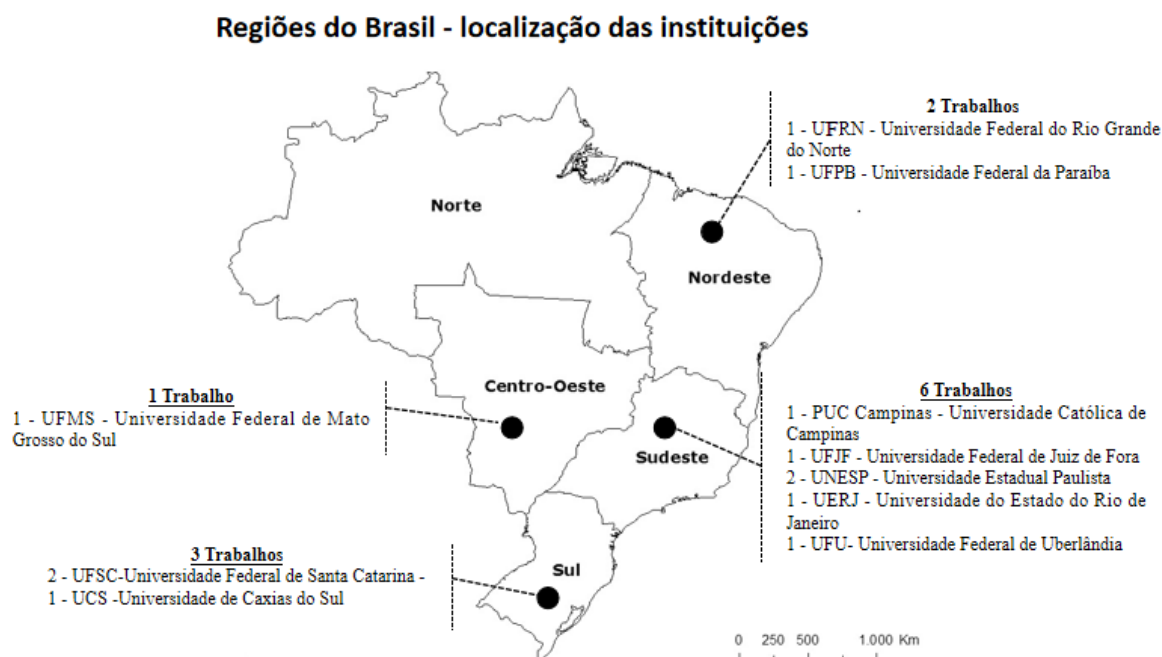 Regiões do Brasil - localização das instituições
2 Trabalhos
1 - UFRN - Universidade Federal do Rio Grande
do Norte
1 - UFPB - Universidade Federal da Paraíba
Norte
Nordeste
Centro-Oeste
1 Trabalho
1 - UFMS - Universidade Federal de Mato
Grosso do Sul
6 Trabalhos
1 - PUC Campinas - Universidade Católica de
Campinas
1 - UFJF - Universidade Federal de Juiz de Fora
2 - UNESP - Universidade Estadual Paulista
1 - UERJ - Universidade do Estado do Rio de
Janeiro
1 - UFU- Universidade Federal de Uberlândia
Sudeste
3 Trabalhos
2 - UFSC-Universidade Federal de Santa Catarina -
1 - UCS -Universidade de Caxias do Sul
Sul
0 250 500 1.000 Km